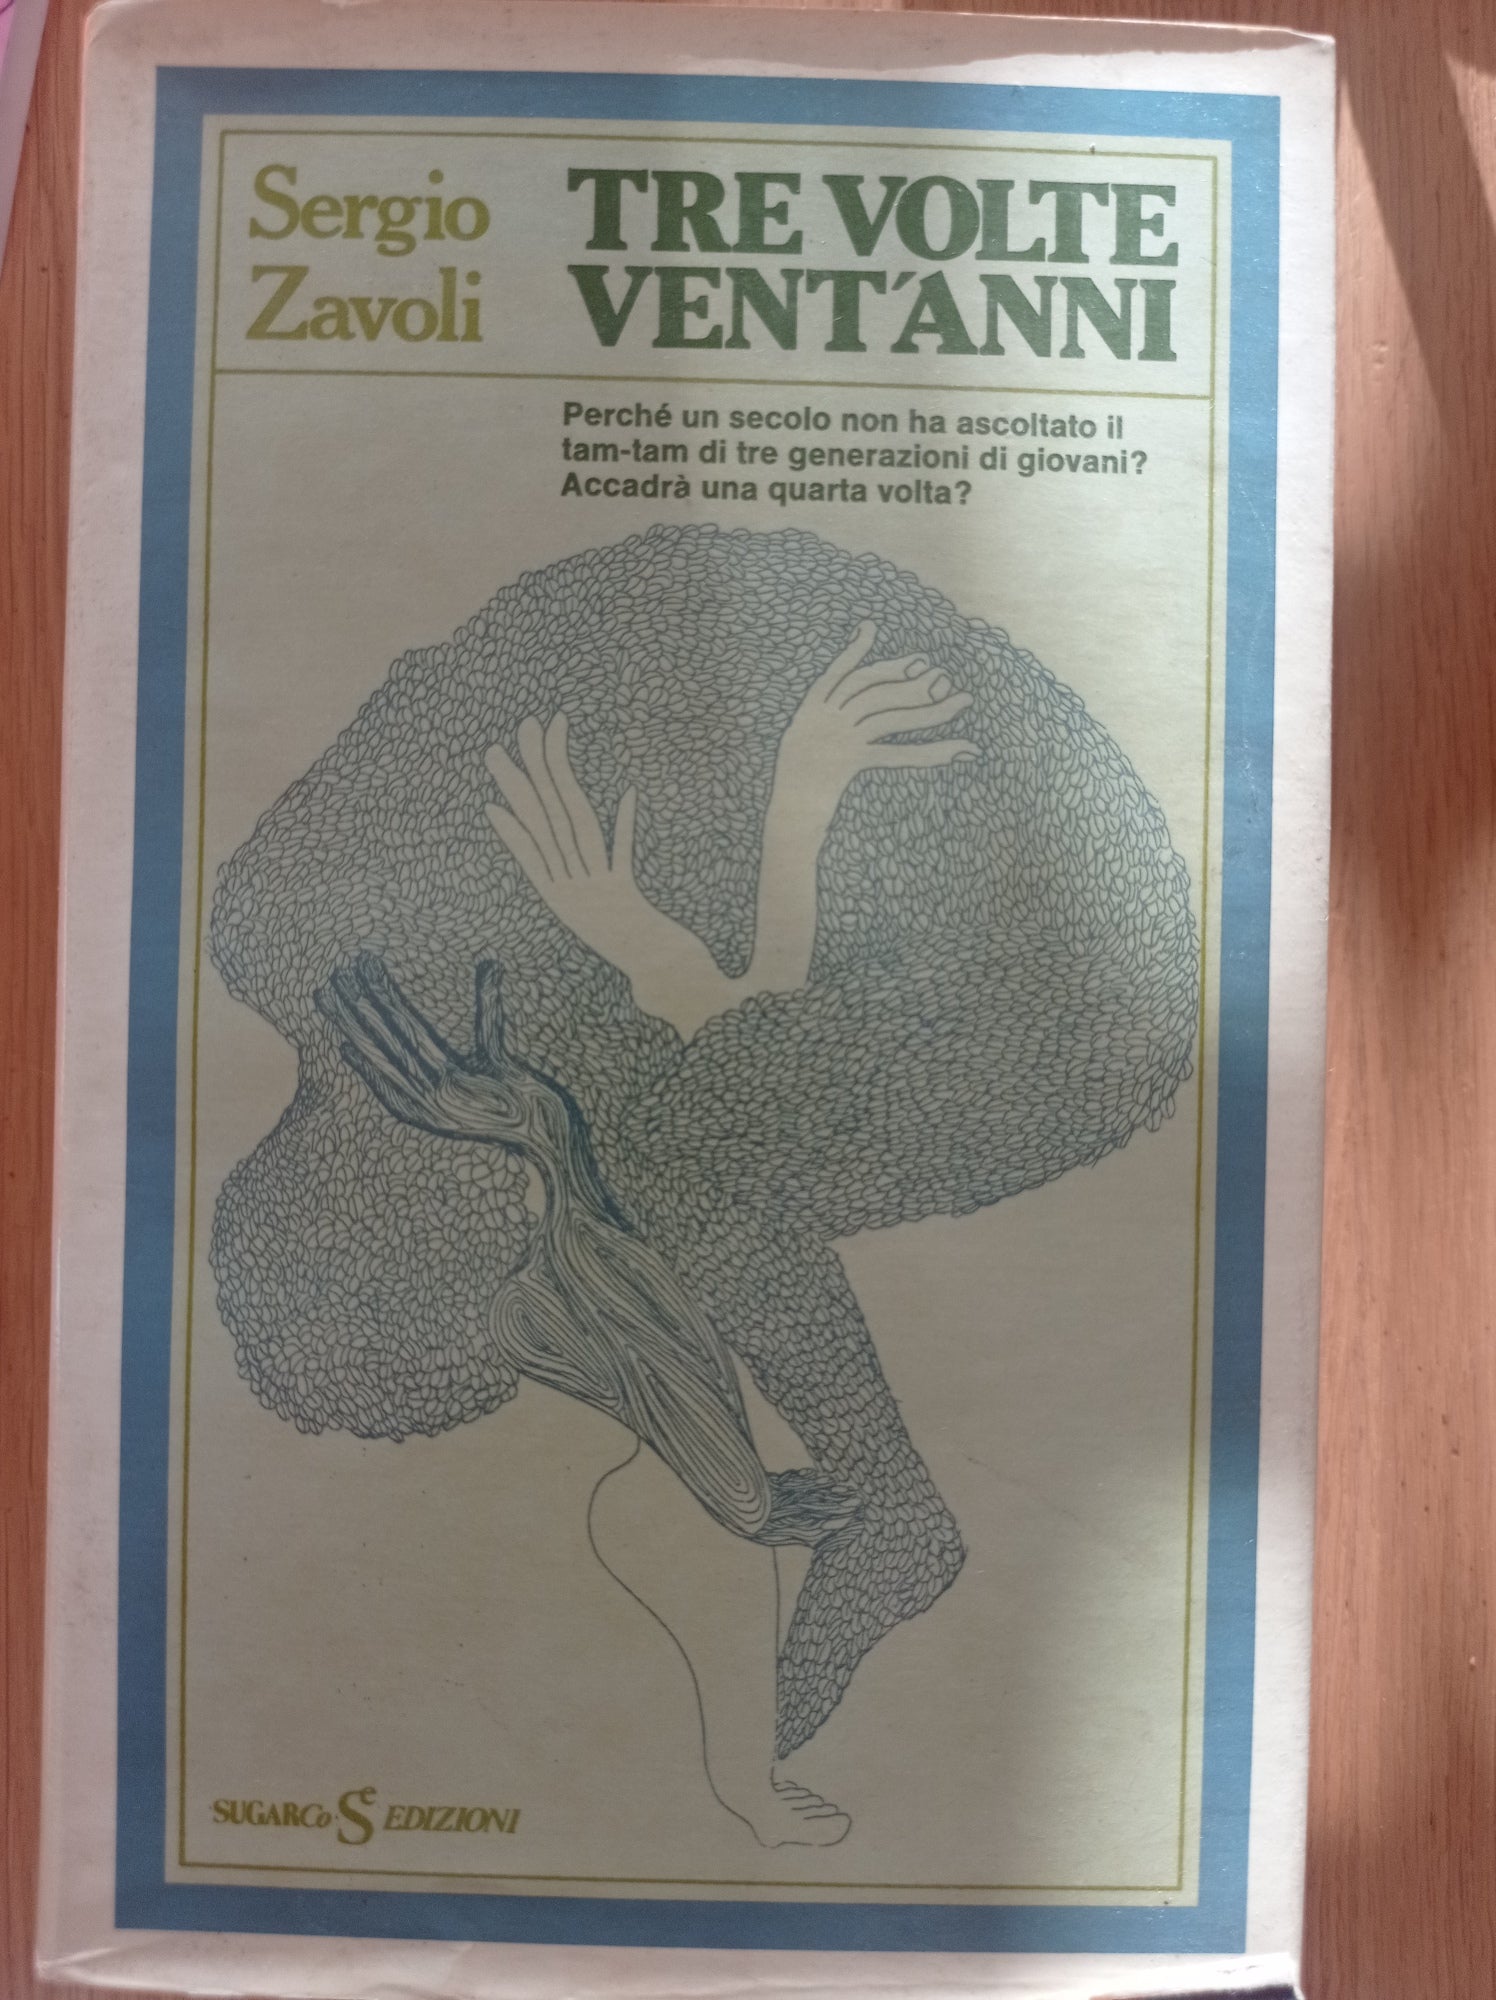 Sergio
Zavoli
TRE VOLTE
VENT'ANNI
Perché un secolo non ha ascoltato il
tam-tam di tre generazioni di giovani?
Accadrà una quarta volta?
SUGARCo Se EDIZIONI